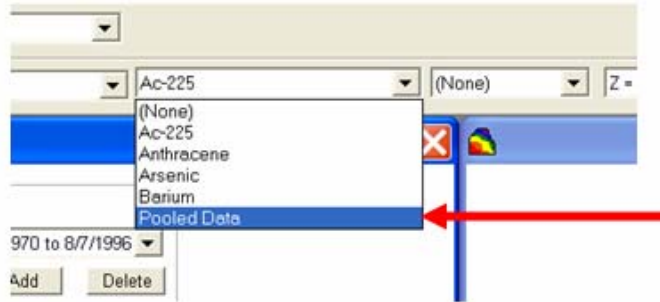 Ac-225 (None) Z =
(None)
Ac-225
Anthracene
Arsenic
Barium
Pooled Data
970 to 8/7/1996
Add Delete